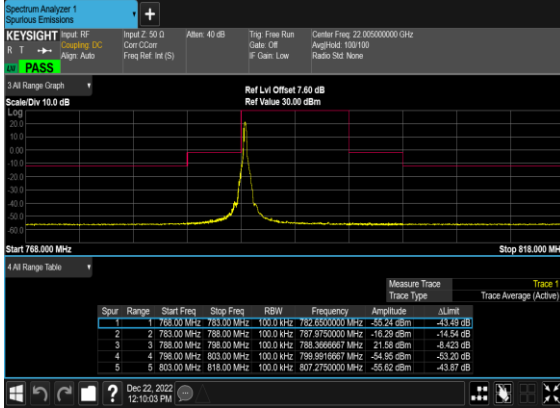 Spectrum Analyzer 1
Spurious Emissions
+
KEYSIGHT Input: RF Input Z: 50 Ω Atten: 40 dB Trig: Free Run Center Freq: 22.005000000 GHz
R T Coupling: DC Corr CCorr Gate: Off Avg|Hold: 100/100
Align: Auto Freq Ref: Int (S) IF Gain: Low Radio Std: None
LXI PASS
3 All Range Graph
Ref Lvl Offset 7.60 dB
Scale/Div 10.0 dB Ref Value 30.00 dBm
Log
20.0
10.0
0.00
-10.0
-20.0
-30.0
-40.0
-50.0
-60.0
Start 768.000 MHz Stop 818.000 MH
4 All Range Table
Measure Trace Trace 1
Trace Type Trace Average (Active)
Spur Range Start Freq Stop Freq RBW Frequency Amplitude ΔLimit
1 1 768.00 MHz 783.00 MHz 100.0 kHz 782.6500000 MHz -55.24 dBm -43.49 dB
2 2 783.00 MHz 788.00 MHz 100.0 kHz 787.9750000 MHz -16.29 dBm -14.54 dB
3 3 788.00 MHz 798.00 MHz 100.0 kHz 788.3666667 MHz 21.58 dBm -8.423 dB
4 4 798.00 MHz 803.00 MHz 100.0 kHz 799.9916667 MHz -54.95 dBm -53.20 dB
5 5 803.00 MHz 818.00 MHz 100.0 kHz 807.2750000 MHz -55.62 dBm -43.87 dB
? Dec 22, 2022
12:10:03 PM